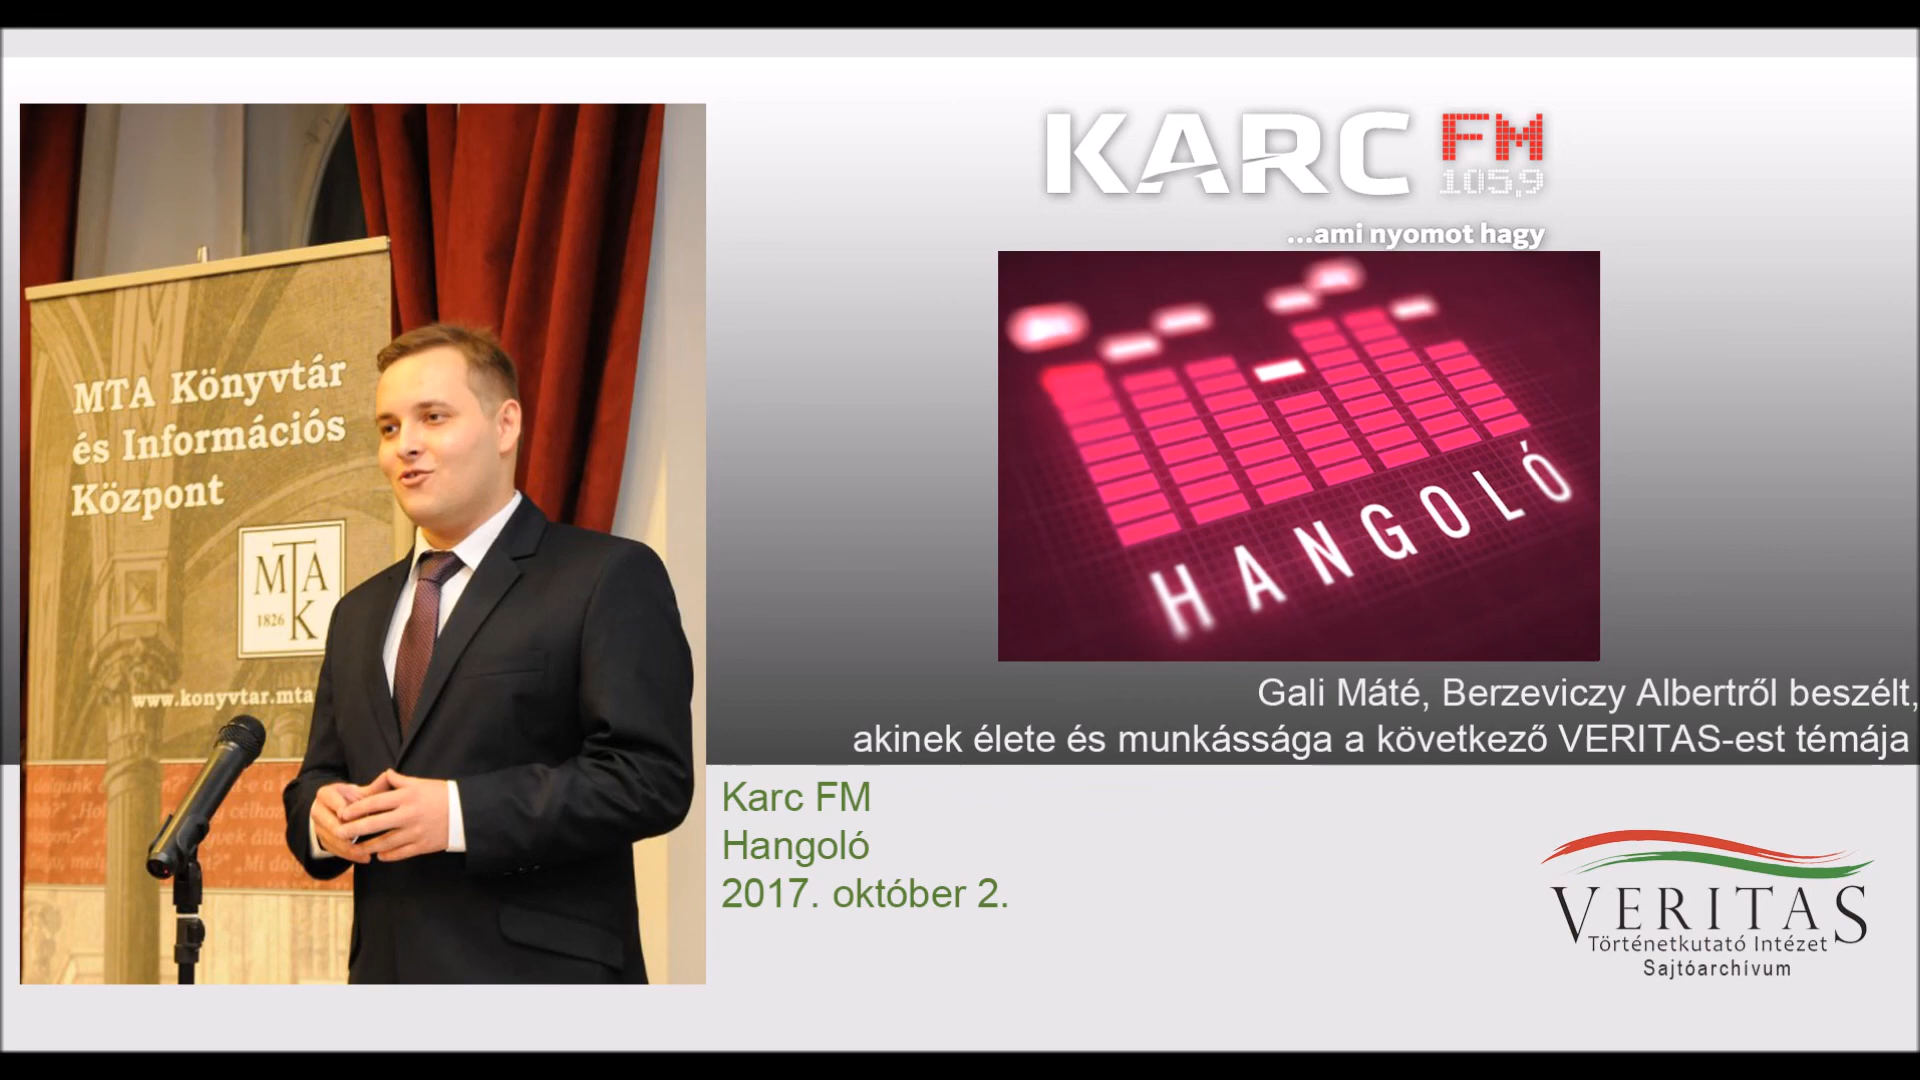 MTA Könyvtár
és Információs
Központ
MTA
K
1826
www.konyvtar.mta
KARC FM
105,9
...ami nyomot hagy
HANGOLÓ
Gali Máté, Berzeviczy Albertről beszélt,
akinek élete és munkássága a következő VERITAS-est témája
Karc FM
Hangoló
2017. október 2.
VERITAS
Történetkutató Intézet
Sajtóarchívum